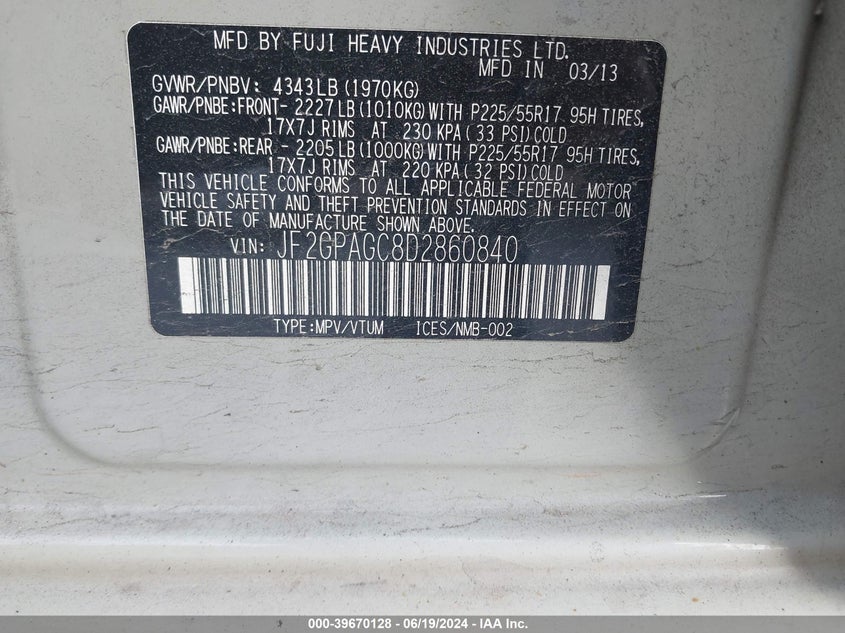 MFD BY FUJI HEAVY INDUSTRIES LTD.
MFD IN 03/13
GVWR/PNBV: 4343LB (1970KG)
GAWR/PNBE:FRONT- 2227LB (1010KG) WITH P225/55R17 95H TIRES,
17X7J RIMS AT 230 KPA( 33 PSI) COLD
GAWR/PNBE:REAR - 2205LB (1000KG) WITH P225/55R17 95H TIRES,
17X7J RIMS AT 220 KPA( 32 PSI) COLD
THIS VEHICLE CONFORMS TO ALL APPLICABLE FEDERAL MOTOR
VEHICLE SAFETY AND THEFT PREVENTION STANDARDS IN EFFECT ON
THE DATE OF MANUFACTURE SHOWN ABOVE.
VIN: JF2GPAGC8D2860840
TYPE:MPV/VTUM ICES/NMB-002
000-39670128 - 06/19/2024 - IAA Inc.